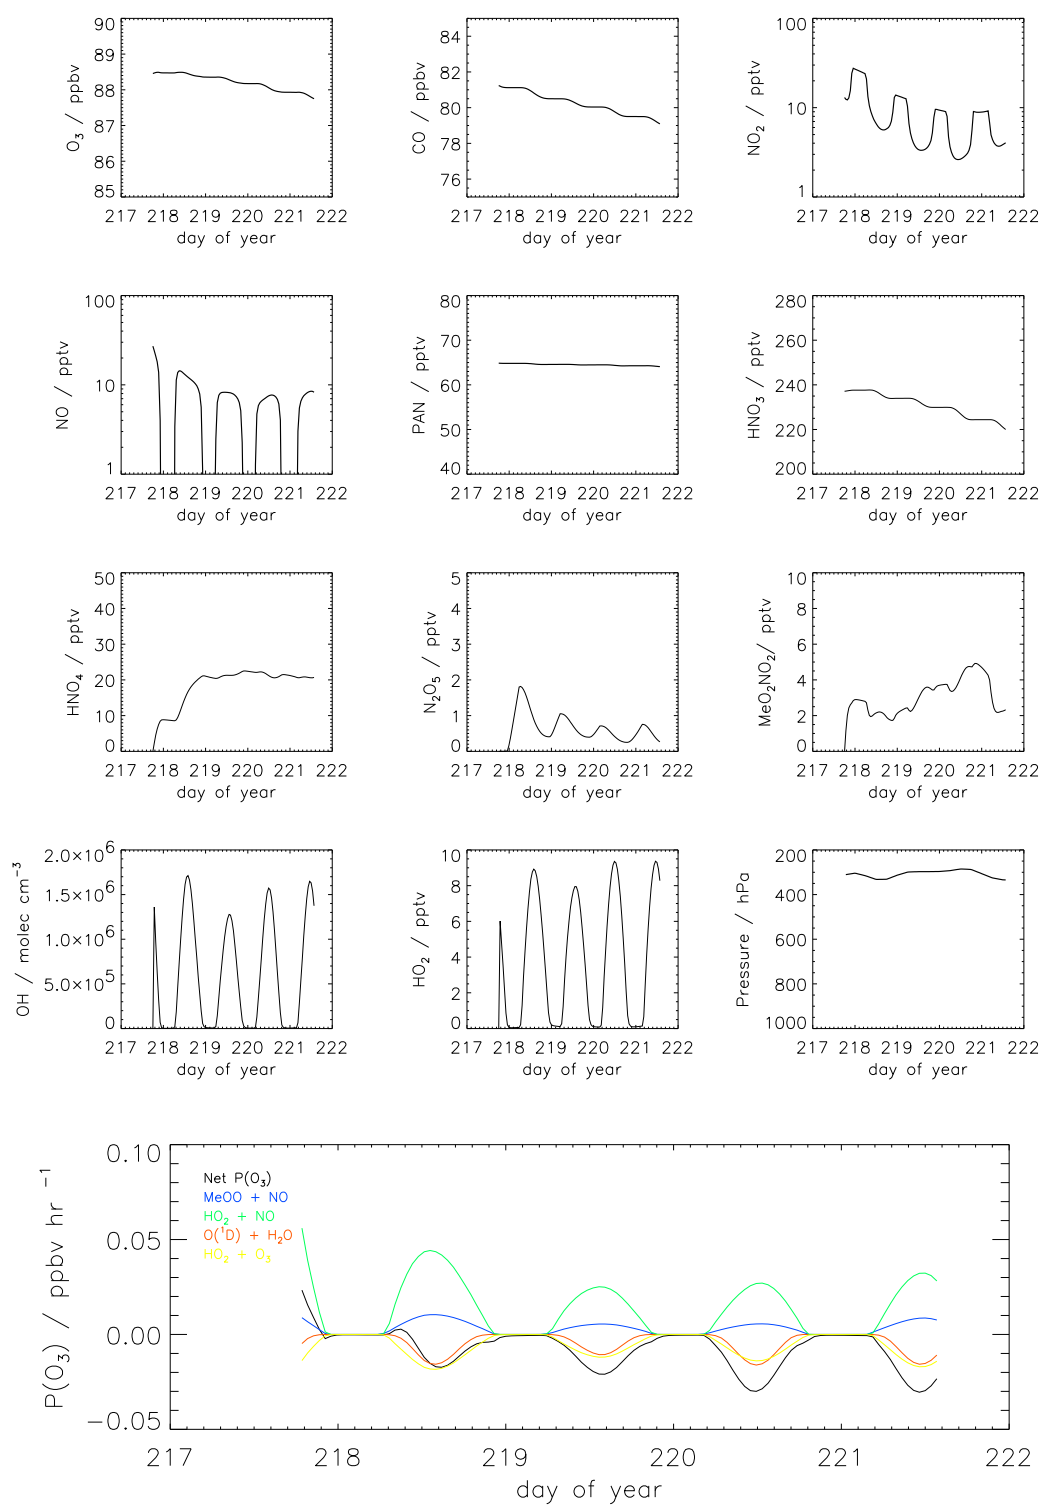 90
89
88
87
86
85
O₃ / ppbv
217 218 219 220 221 222
day of year
84
82
80
78
76
CO / ppbv
217 218 219 220 221 222
day of year
100
10
1
NO₂ / pptv
217 218 219 220 221 222
day of year
100
10
1
NO / pptv
217 218 219 220 221 222
day of year
80
70
60
50
40
PAN / pptv
217 218 219 220 221 222
day of year
280
260
240
220
200
HNO₃ / pptv
217 218 219 220 221 222
day of year
50
40
30
20
10
0
HNO₄ / pptv
217 218 219 220 221 222
day of year
5
4
3
2
1
0
N₂O₅ / pptv
217 218 219 220 221 222
day of year
10
8
6
4
2
0
MeO₂NO₂/ pptv
217 218 219 220 221 222
day of year
2.0×10⁶
1.5×10⁶
1.0×10⁶
5.0×10⁵
0
OH / molec cm⁻³
217 218 219 220 221 222
day of year
10
8
6
4
2
0
HO₂ / pptv
217 218 219 220 221 222
day of year
200
400
600
800
1000
Pressure / hPa
217 218 219 220 221 222
day of year
0.10
0.05
0.00
−0.05
P(O₃) / ppbv hr⁻¹
Net P(O₃)
MeOO + NO
HO₂ + NO
O(¹D) + H₂O
HO₂ + O₃
217 218 219 220 221 222
day of year